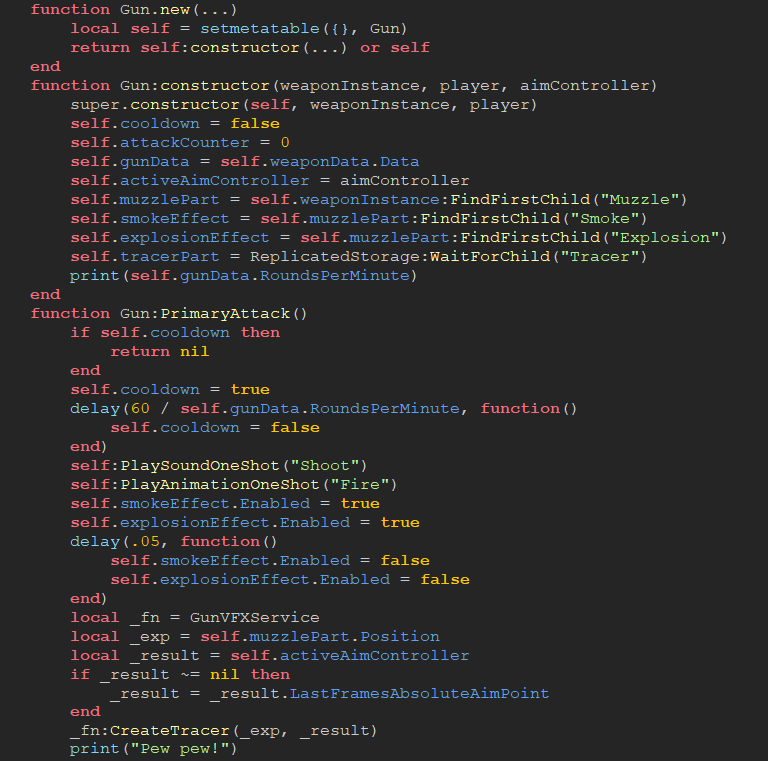 function Gun.new(...)
    local self = setmetatable({}, Gun)
    return self:constructor(...) or self
end
function Gun:constructor(weaponInstance, player, aimController)
    super.constructor(self, weaponInstance, player)
    self.cooldown = false
    self.attackCounter = 0
    self.gunData = self.weaponData.Data
    self.activeAimController = aimController
    self.muzzlePart = self.weaponInstance:FindFirstChild("Muzzle")
    self.smokeEffect = self.muzzlePart:FindFirstChild("Smoke")
    self.explosionEffect = self.muzzlePart:FindFirstChild("Explosion")
    self.tracerPart = ReplicatedStorage:WaitForChild("Tracer")
    print(self.gunData.RoundsPerMinute)
end
function Gun:PrimaryAttack()
    if self.cooldown then
        return nil
    end
    self.cooldown = true
    delay(60 / self.gunData.RoundsPerMinute, function()
        self.cooldown = false
    end)
    self:PlaySoundOneShot("Shoot")
    self:PlayAnimationOneShot("Fire")
    self.smokeEffect.Enabled = true
    self.explosionEffect.Enabled = true
    delay(.05, function()
        self.smokeEffect.Enabled = false
        self.explosionEffect.Enabled = false
    end)
    local _fn = GunVFXService
    local _exp = self.muzzlePart.Position
    local _result = self.activeAimController
    if _result ~= nil then
        _result = _result.LastFramesAbsoluteAimPoint
    end
    _fn:CreateTracer(_exp, _result)
    print("Pew pew!")